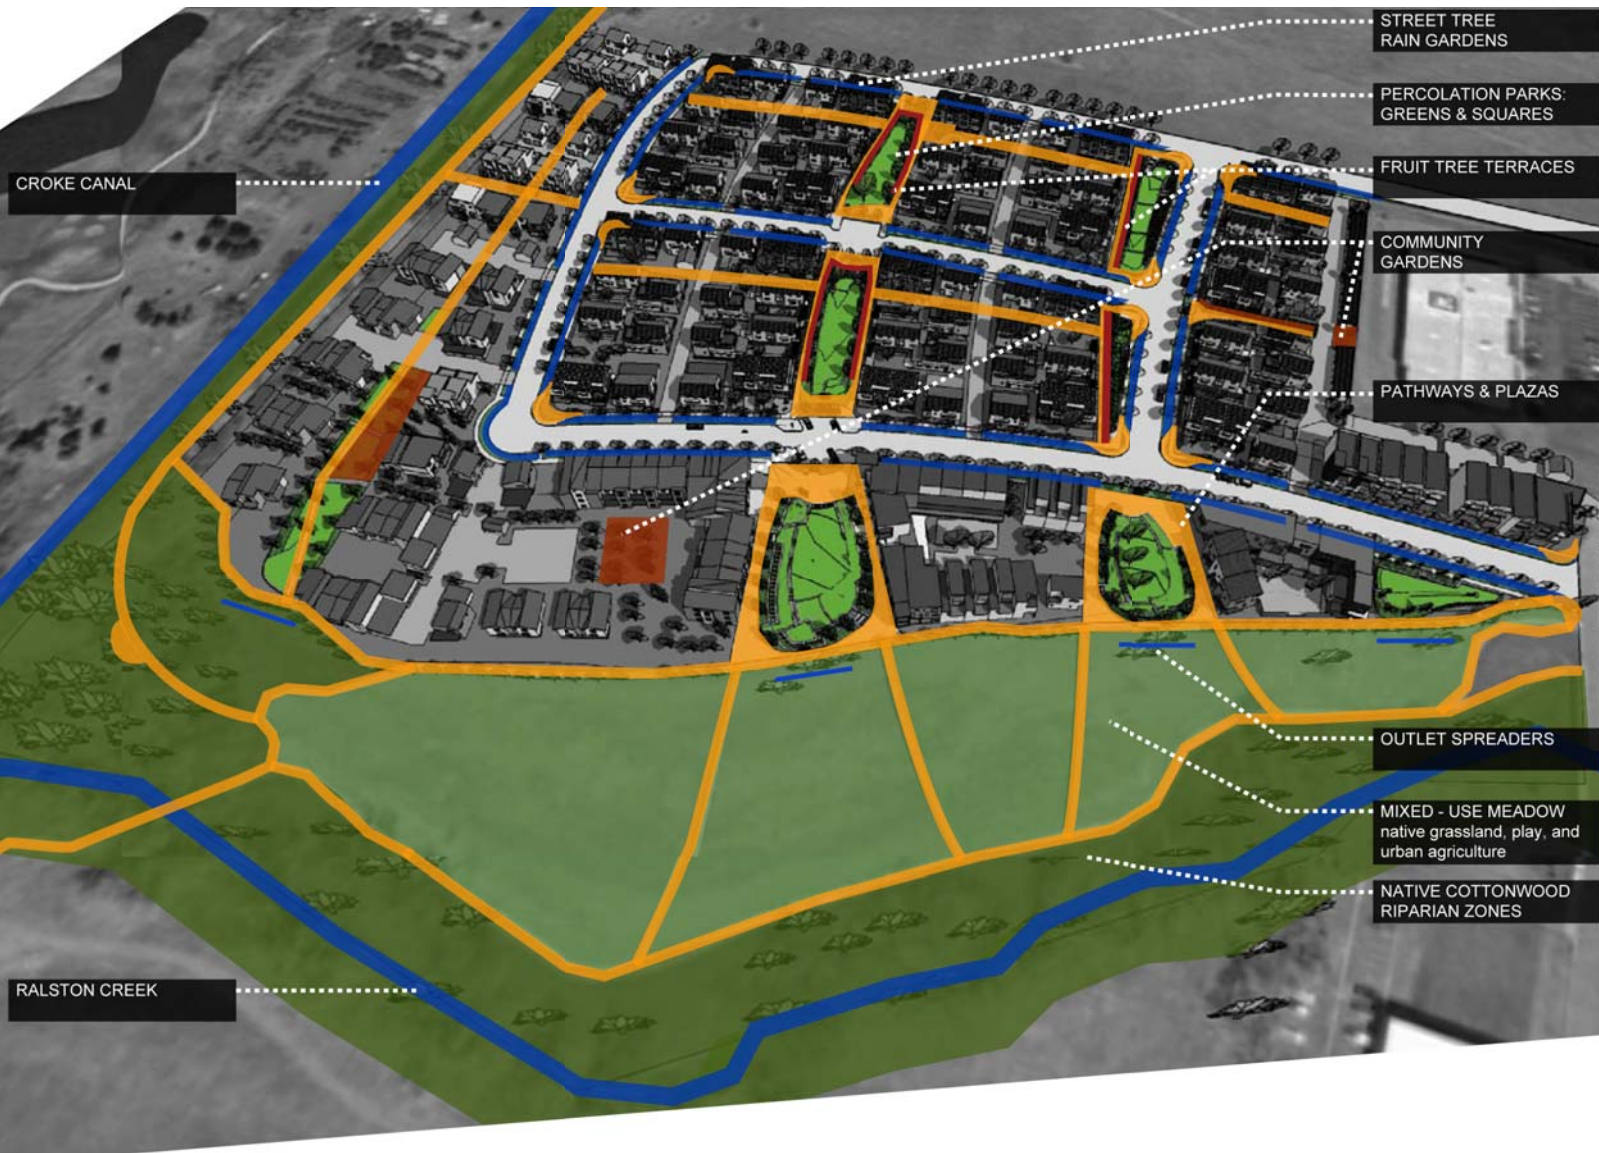 STREET TREE
RAIN GARDENS
PERCOLATION PARKS:
GREENS & SQUARES
FRUIT TREE TERRACES
CROKE CANAL
COMMUNITY
GARDENS
PATHWAYS & PLAZAS
OUTLET SPREADERS
MIXED - USE MEADOW
native grassland, play, and
urban agriculture
NATIVE COTTONWOOD
RIPARIAN ZONES
RALSTON CREEK